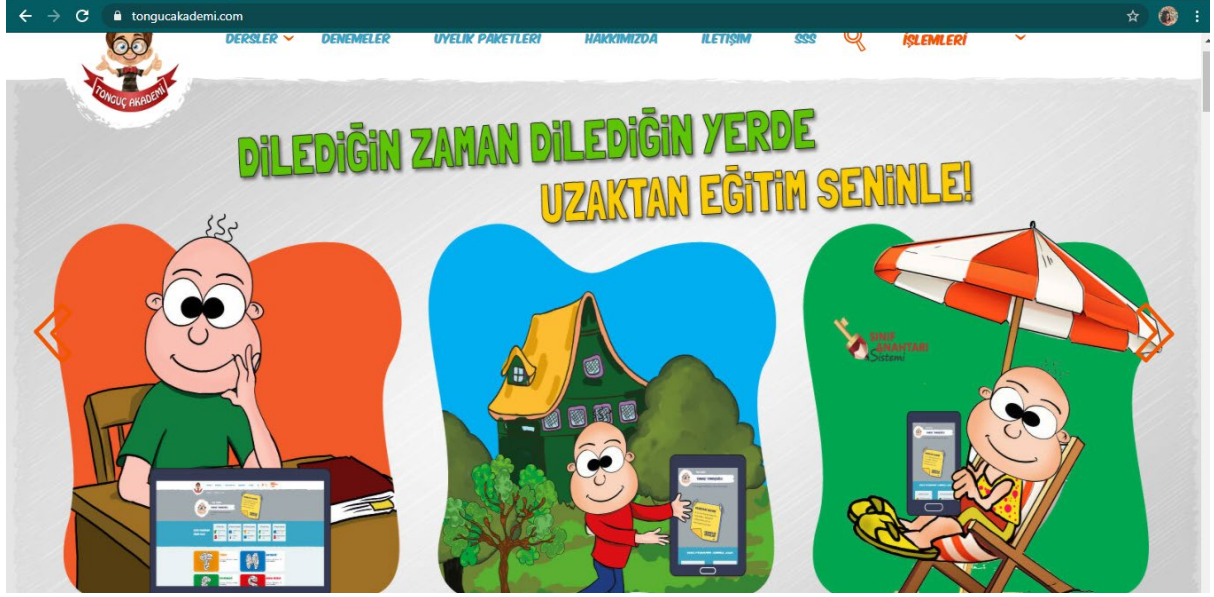 tongucakademi.com
DERSLER DENEMELER ÜYELİK PAKETLERİ HAKKIMIZDA İLETİŞİM SSS İŞLEMLERİ
TONGUÇ AKADEMİ
DİLEDİĞİN ZAMAN DİLEDİĞİN YERDE
UZAKTAN EĞİTİM SENİNLE!
SINIF
ANAHTARI
Sistemi